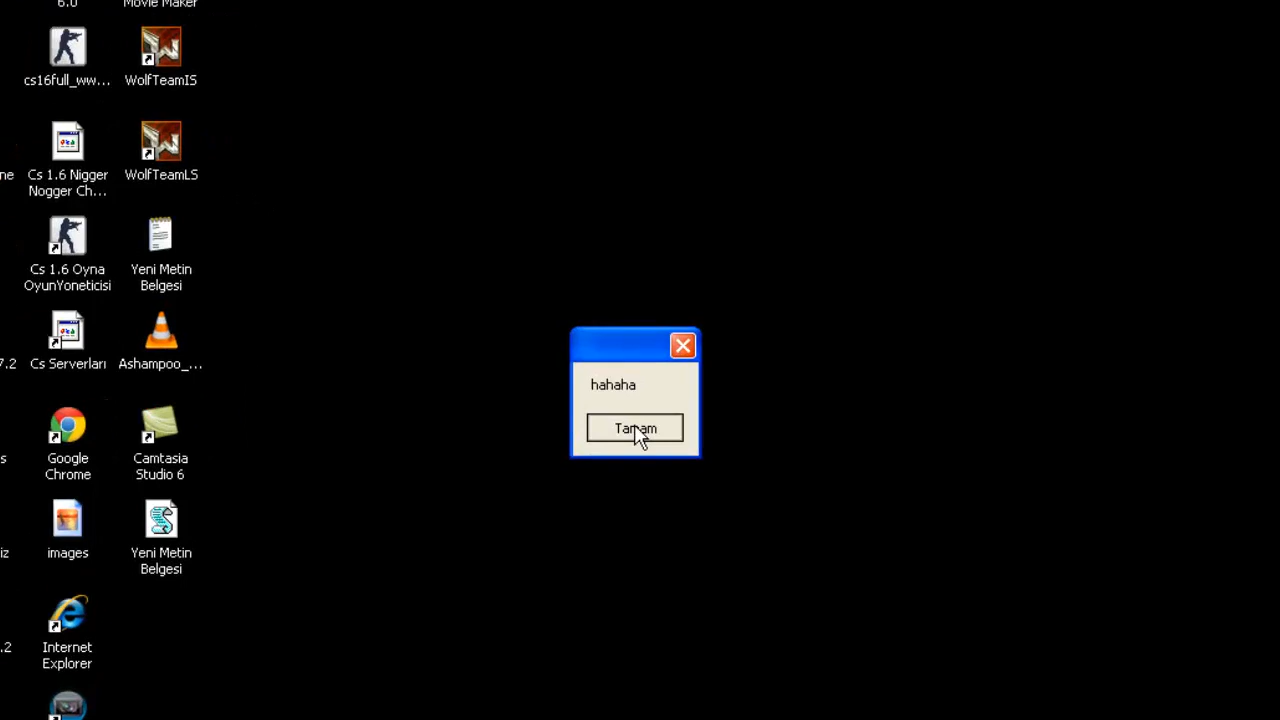 6.0
Movie Maker
cs16full_ww...
WolfTeamIS
ne
Cs 1.6 Nigger
Nogger Ch...
WolfTeamLS
Cs 1.6 Oyna
OyunYoneticisi
Yeni Metin
Belgesi
7.2
Cs Serverları
Ashampoo_...
hahaha
Tamam
s
Google
Chrome
Camtasia
Studio 6
iz
images
Yeni Metin
Belgesi
.2
Internet
Explorer